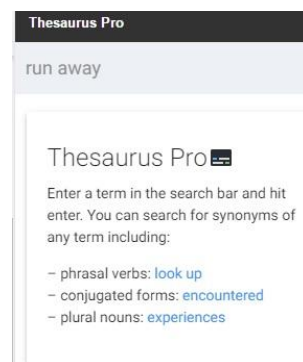 Thesaurus Pro
run away
Thesaurus Pro
Enter a term in the search bar and hit
enter. You can search for synonyms of
any term including:
– phrasal verbs: look up
– conjugated forms: encountered
– plural nouns: experiences